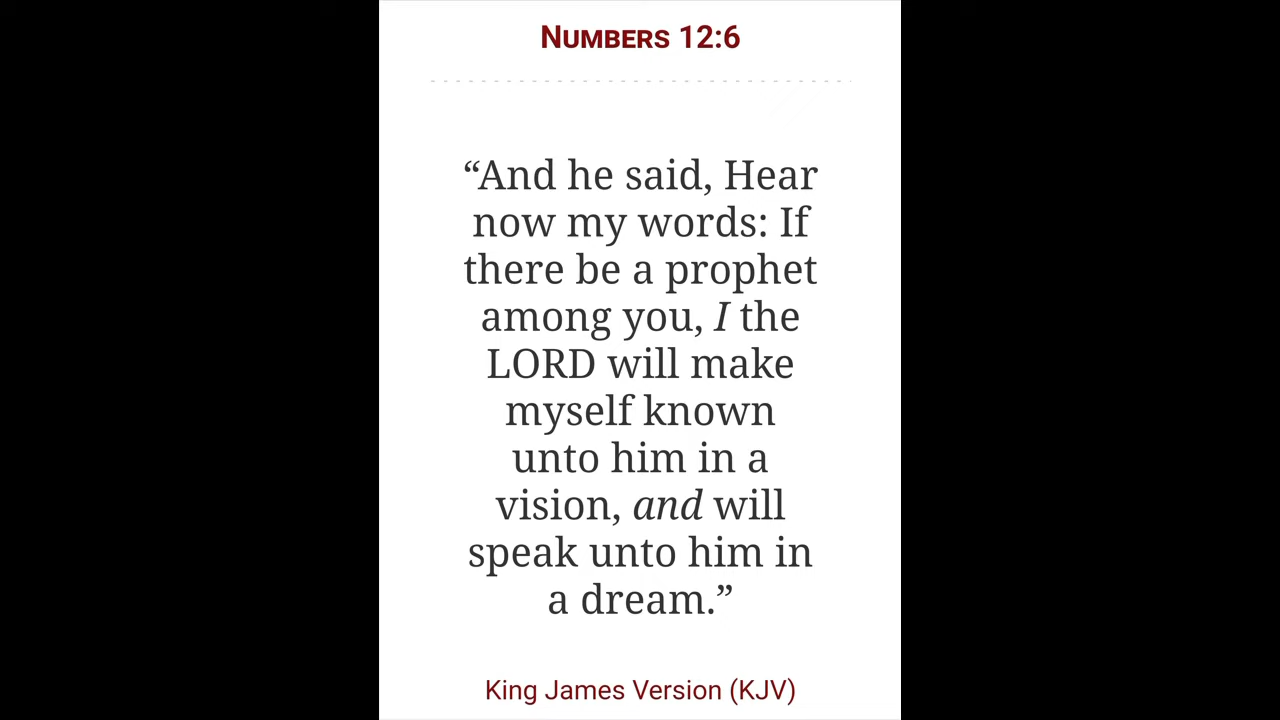 Numbers 12:6
“And he said, Hear
now my words: If
there be a prophet
among you, I the
LORD will make
myself known
unto him in a
vision, and will
speak unto him in
a dream.”
King James Version (KJV)